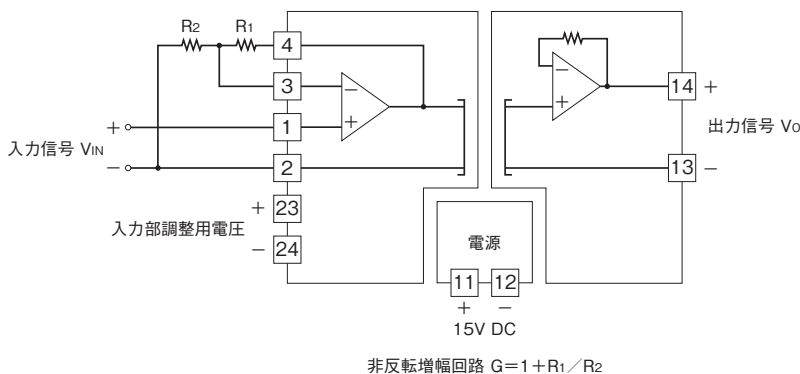 R2 R1
4
3
1
2
23
24
+
入力信号 VIN
−
+
入力部調整用電圧
−
−
+
−
+
14
+
出力信号 VO
13
−
電源
11 12
+ −
15V DC
非反転増幅回路 G=1+R1/R2